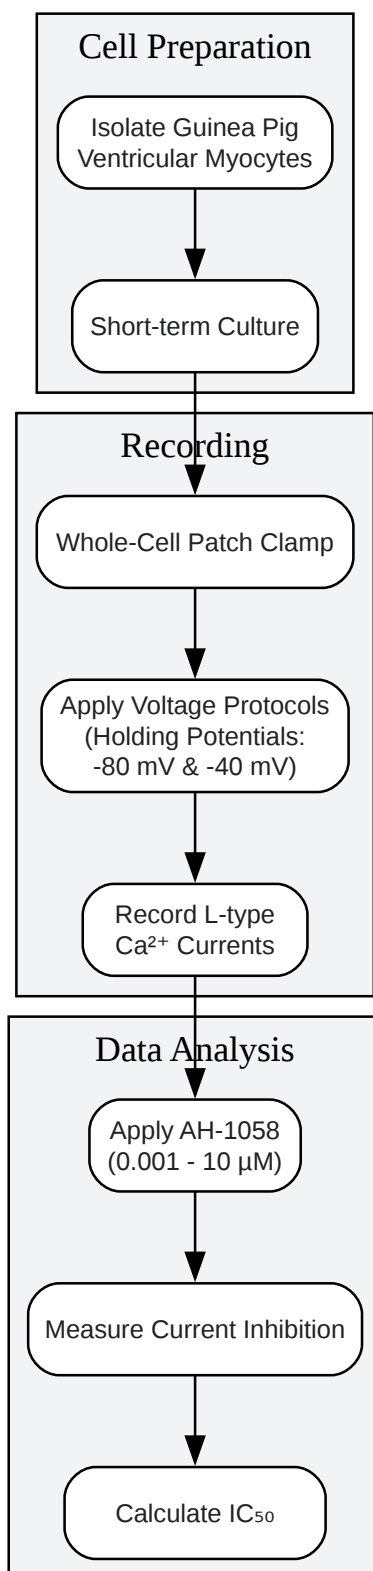 Cell Preparation
Isolate Guinea Pig
Ventricular Myocytes
Short-term Culture
Recording
Whole-Cell Patch Clamp
Apply Voltage Protocols
(Holding Potentials:
-80 mV & -40 mV)
Record L-type
Ca²⁺ Currents
Data Analysis
Apply AH-1058
(0.001 - 10 µM)
Measure Current Inhibition
Calculate IC₅₀